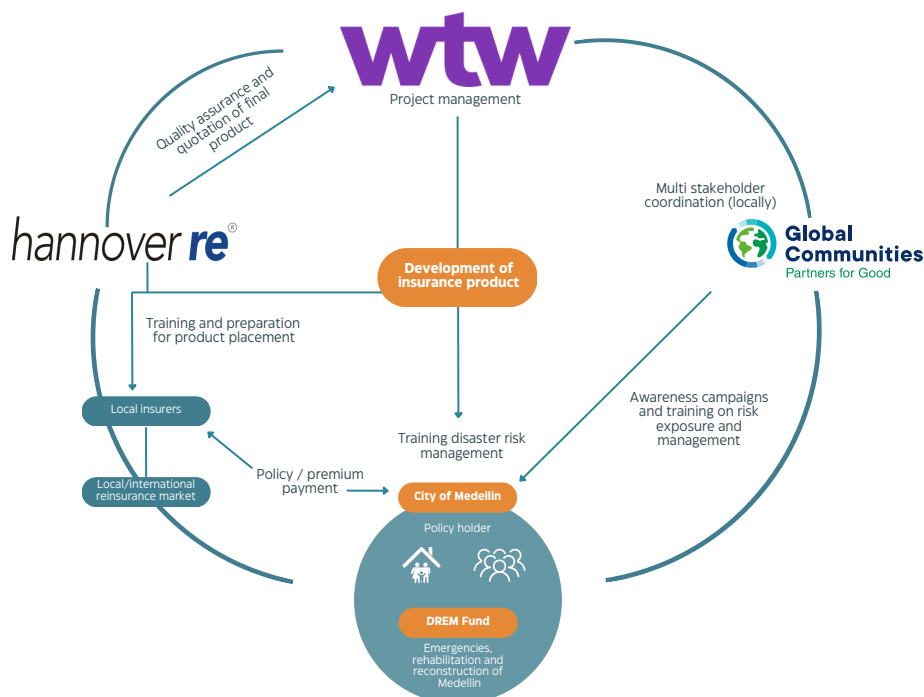 wtw
Project management
Quality assurance and
quotation of final
product
hannover re®
Multi stakeholder
coordination (locally)
Global
Communities
Partners for Good
Development of
insurance product
Training and preparation
for product placement
Local insurers
Local/international
reinsurance market
Policy / premium
payment
Training disaster risk
management
Awareness campaigns
and training on risk
exposure and
management
City of Medellin
Policy holder
DREM Fund
Emergencies,
rehabilitation and
reconstruction of
Medellin